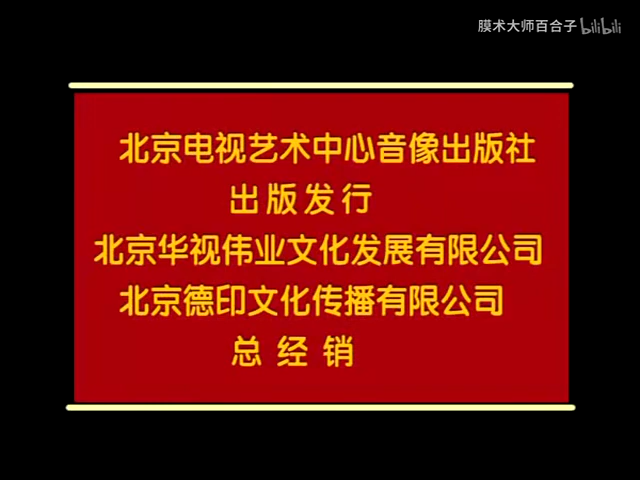 膜术大师百合子 bilibili
北京电视艺术中心音像出版社
出版发行
北京华视伟业文化发展有限公司
北京德印文化传播有限公司
总经销